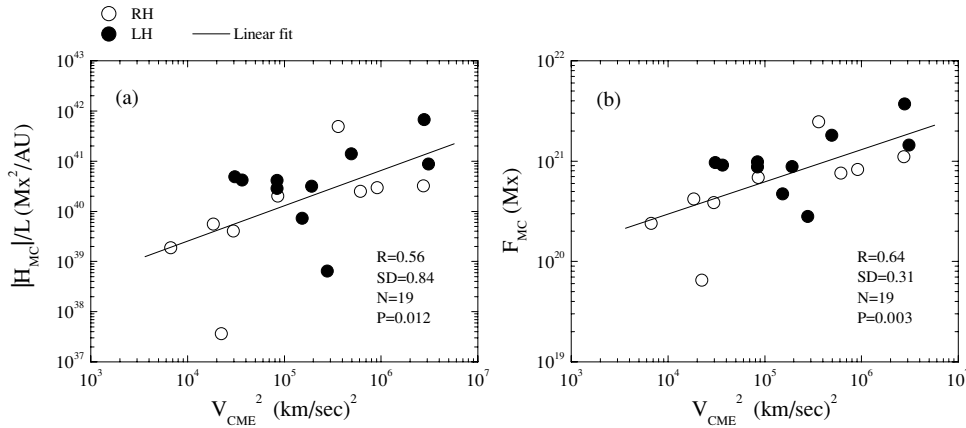 RH
LH
Linear fit
(a)
10^43
10^42
10^41
10^40
10^39
10^38
10^37
|H_MC|/L (Mx^2/AU)
R=0.56
SD=0.84
N=19
P=0.012
10^3 10^4 10^5 10^6 10^7
V_CME^2 (km/sec)^2
(b)
10^22
10^21
10^20
10^19
F_MC (Mx)
R=0.64
SD=0.31
N=19
P=0.003
10^3 10^4 10^5 10^6 10^7
V_CME^2 (km/sec)^2